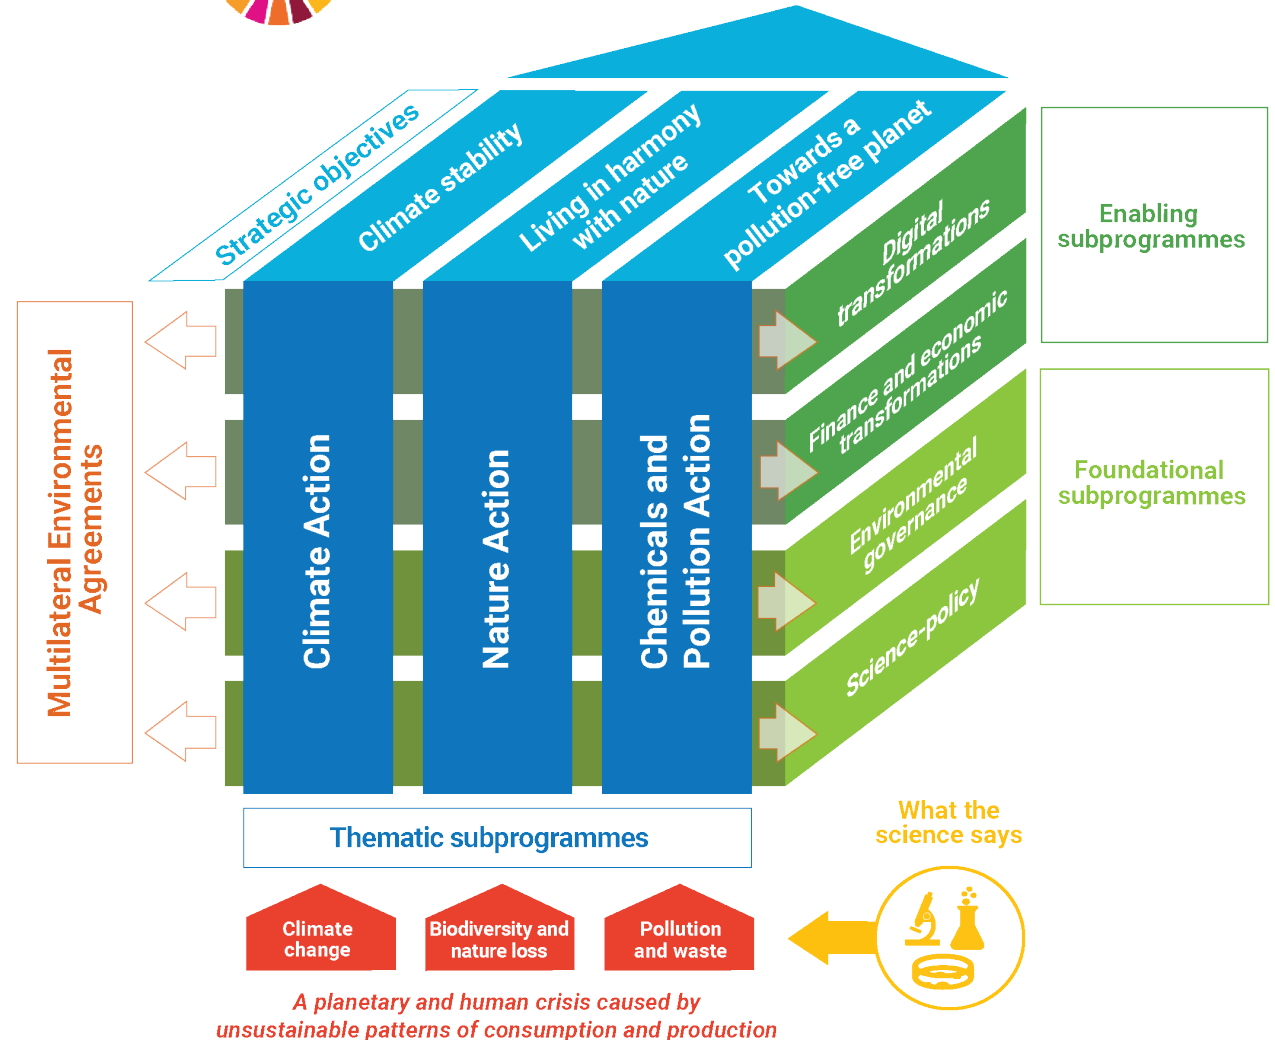 Strategic objectives
Climate stability
Living in harmony
with nature
Towards a
pollution-free planet
Digital
transformations
Finance and economic
transformations
Environmental
governance
Science-policy
Enabling
subprogrammes
Foundational
subprogrammes
Multilateral Environmental
Agreements
Climate Action
Nature Action
Chemicals and
Pollution Action
Thematic subprogrammes
What the
science says
Climate
change
Biodiversity and
nature loss
Pollution
and waste
A planetary and human crisis caused by
unsustainable patterns of consumption and production